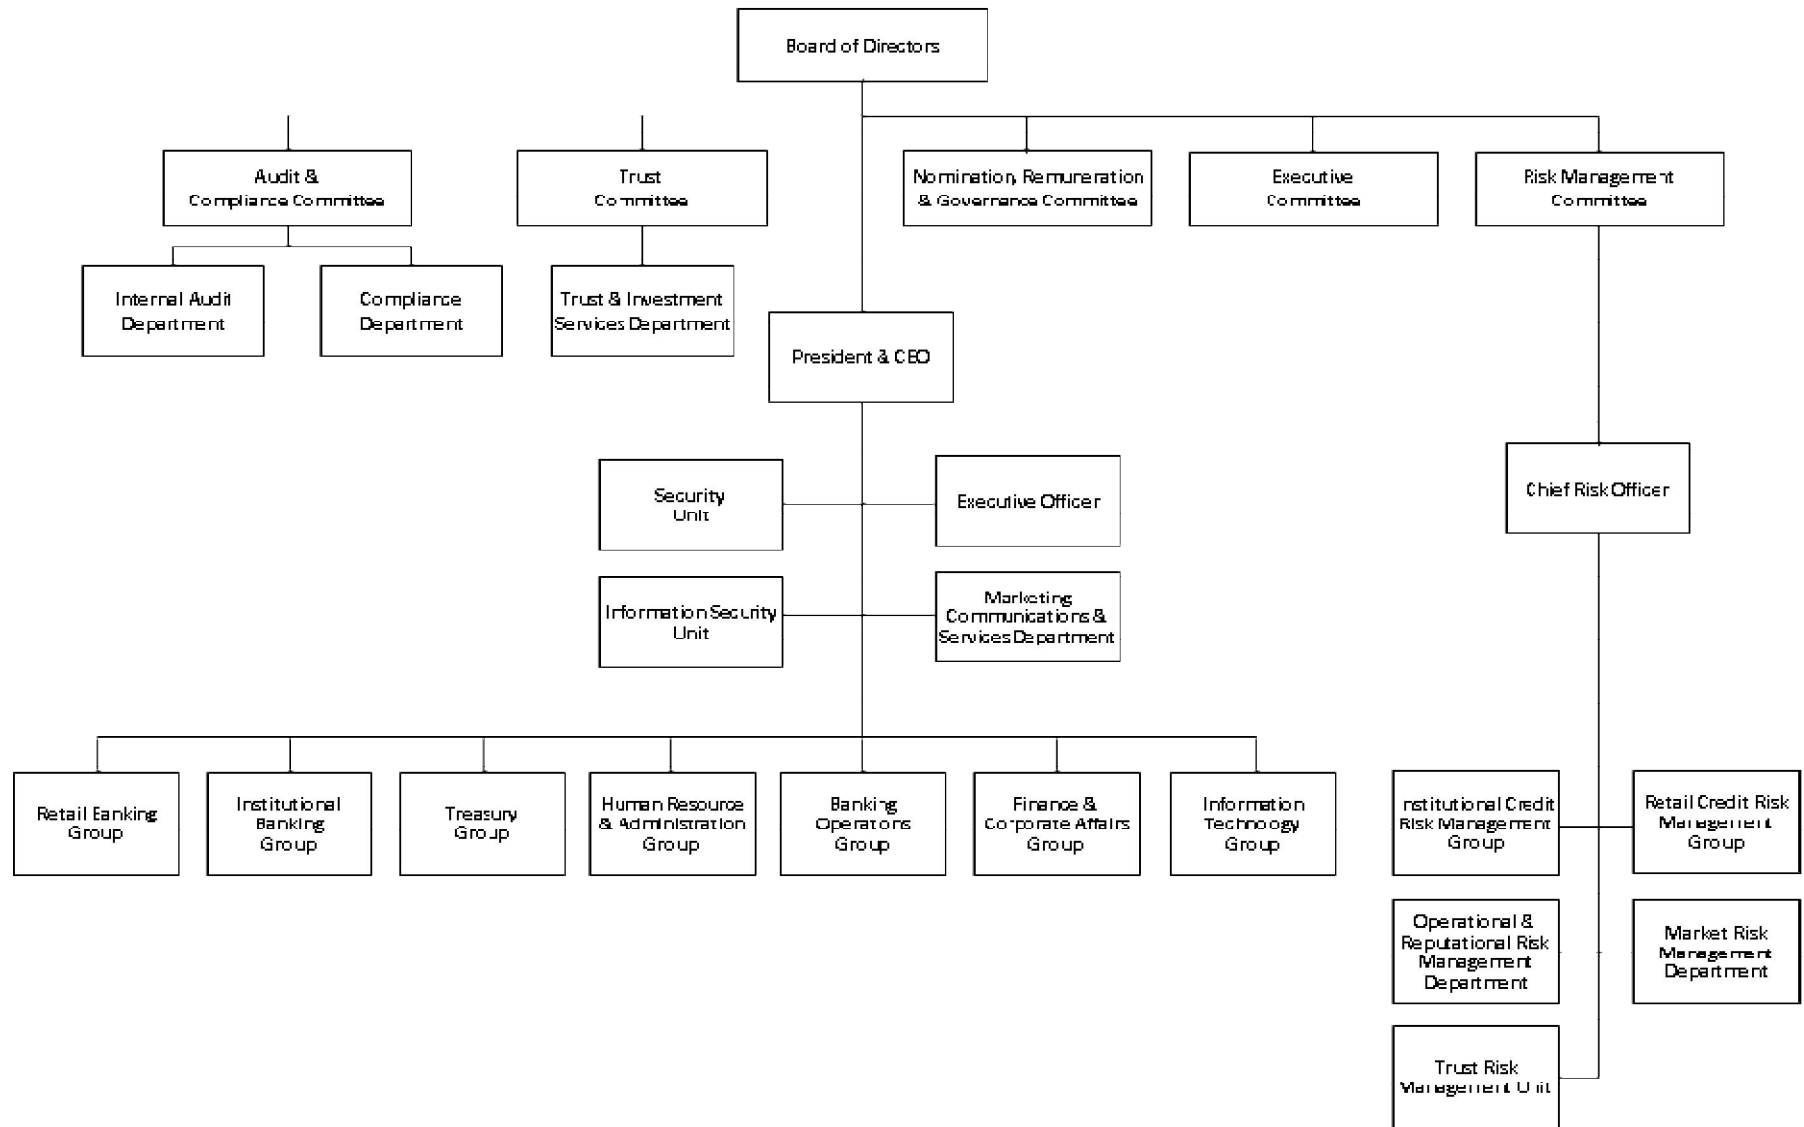 Board of Directors
Audit &
Compliance Committee
Trust
Committee
Nomination, Remuneration
& Governance Committee
Executive
Committee
Risk Management
Committee
Internal Audit
Department
Compliance
Department
Trust & Investment
Services Department
President & CEO
Security
Unit
Executive Officer
Chief Risk Officer
Information Security
Unit
Marketing
Communications &
Services Department
Retail Banking
Group
Institutional
Banking
Group
Treasury
Group
Human Resource
& Administration
Group
Banking
Operations
Group
Finance &
Corporate Affairs
Group
Information
Technology
Group
Institutional Credit
Risk Management
Group
Retail Credit Risk
Management
Group
Operational &
Reputational Risk
Management
Department
Market Risk
Management
Department
Trust Risk
Management Unit